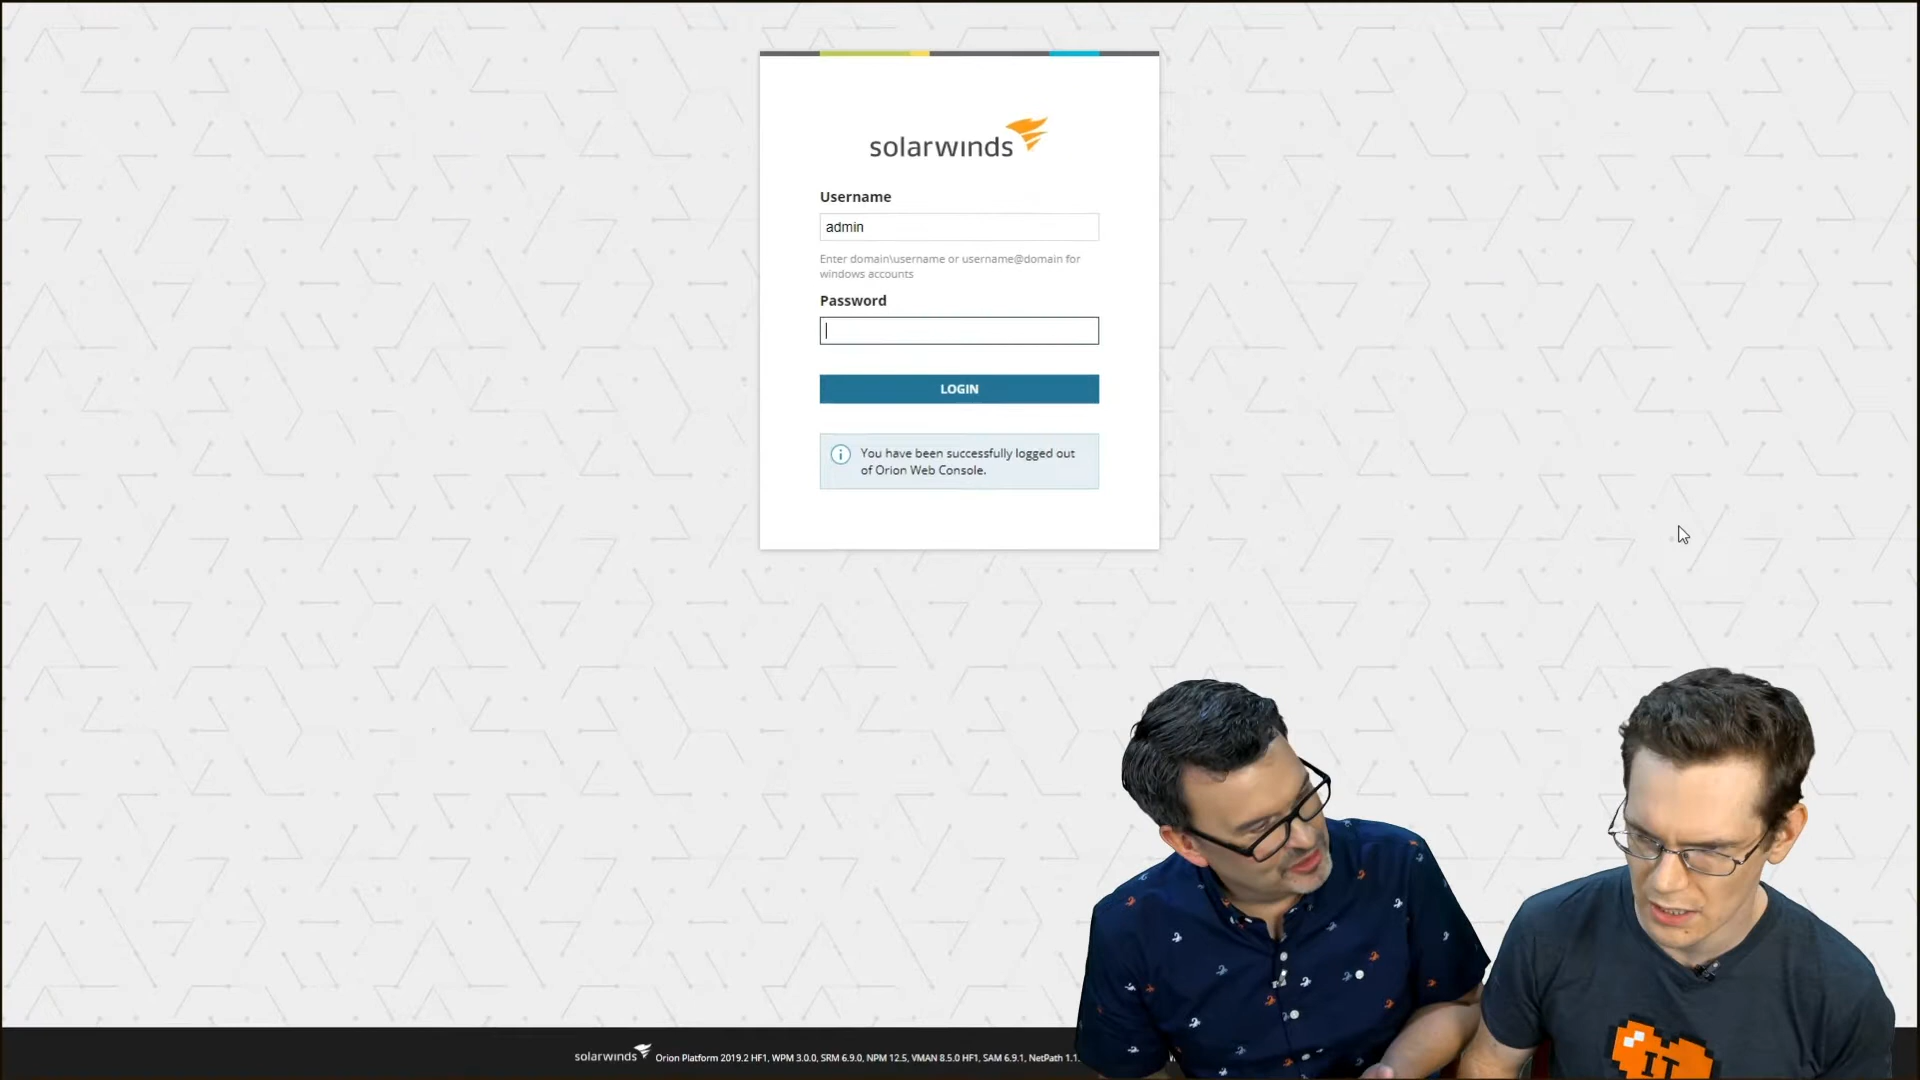 solarwinds
Username
admin
Enter domain\username or username@domain for
windows accounts
Password
LOGIN
You have been successfully logged out
of Orion Web Console.
solarwinds Orion Platform 2019.2 HF1, WPM 3.0.0, SRM 6.9.0, NPM 12.5, VMAN 8.5.0 HF1, SAM 6.9.1, NetPath 1.1.
IT